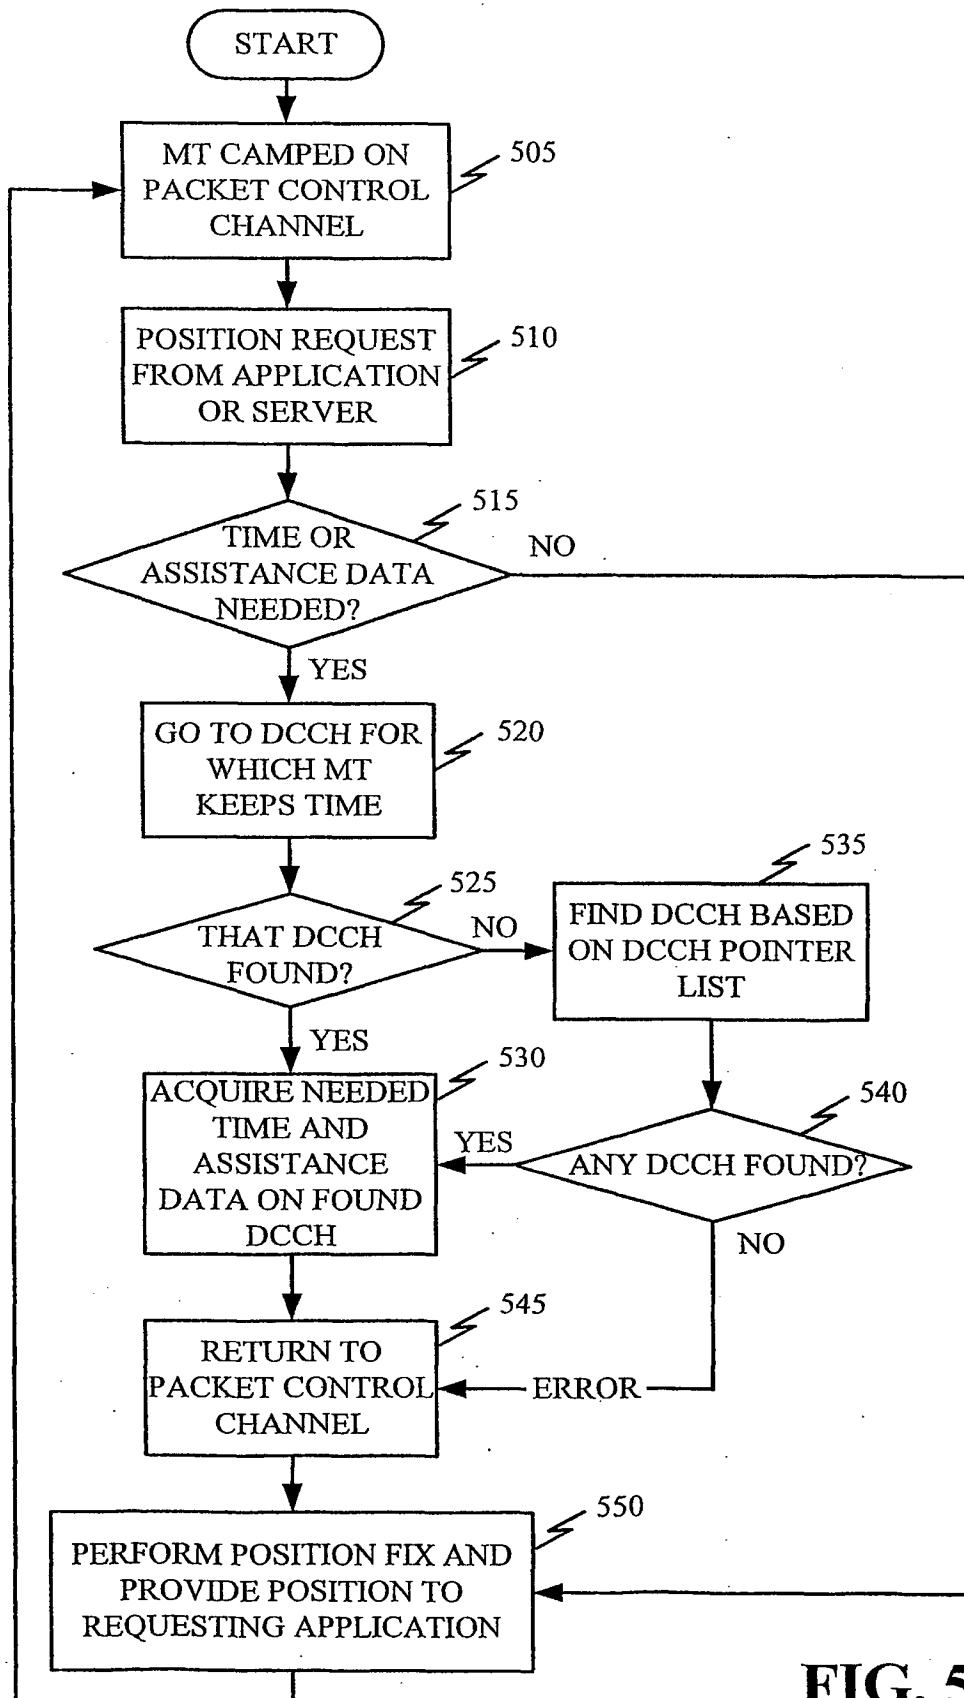 START
MT CAMPED ON
PACKET CONTROL
CHANNEL
505
POSITION REQUEST
FROM APPLICATION
OR SERVER
510
TIME OR
ASSISTANCE DATA
NEEDED?
515
NO
YES
GO TO DCCH FOR
WHICH MT
KEEPS TIME
520
THAT DCCH
FOUND?
525
NO
FIND DCCH BASED
ON DCCH POINTER
LIST
535
YES
ACQUIRE NEEDED
TIME AND
ASSISTANCE
DATA ON FOUND
DCCH
530
YES
ANY DCCH FOUND?
540
NO
RETURN TO
PACKET CONTROL
CHANNEL
545
ERROR
PERFORM POSITION FIX AND
PROVIDE POSITION TO
REQUESTING APPLICATION
550
FIG. 5